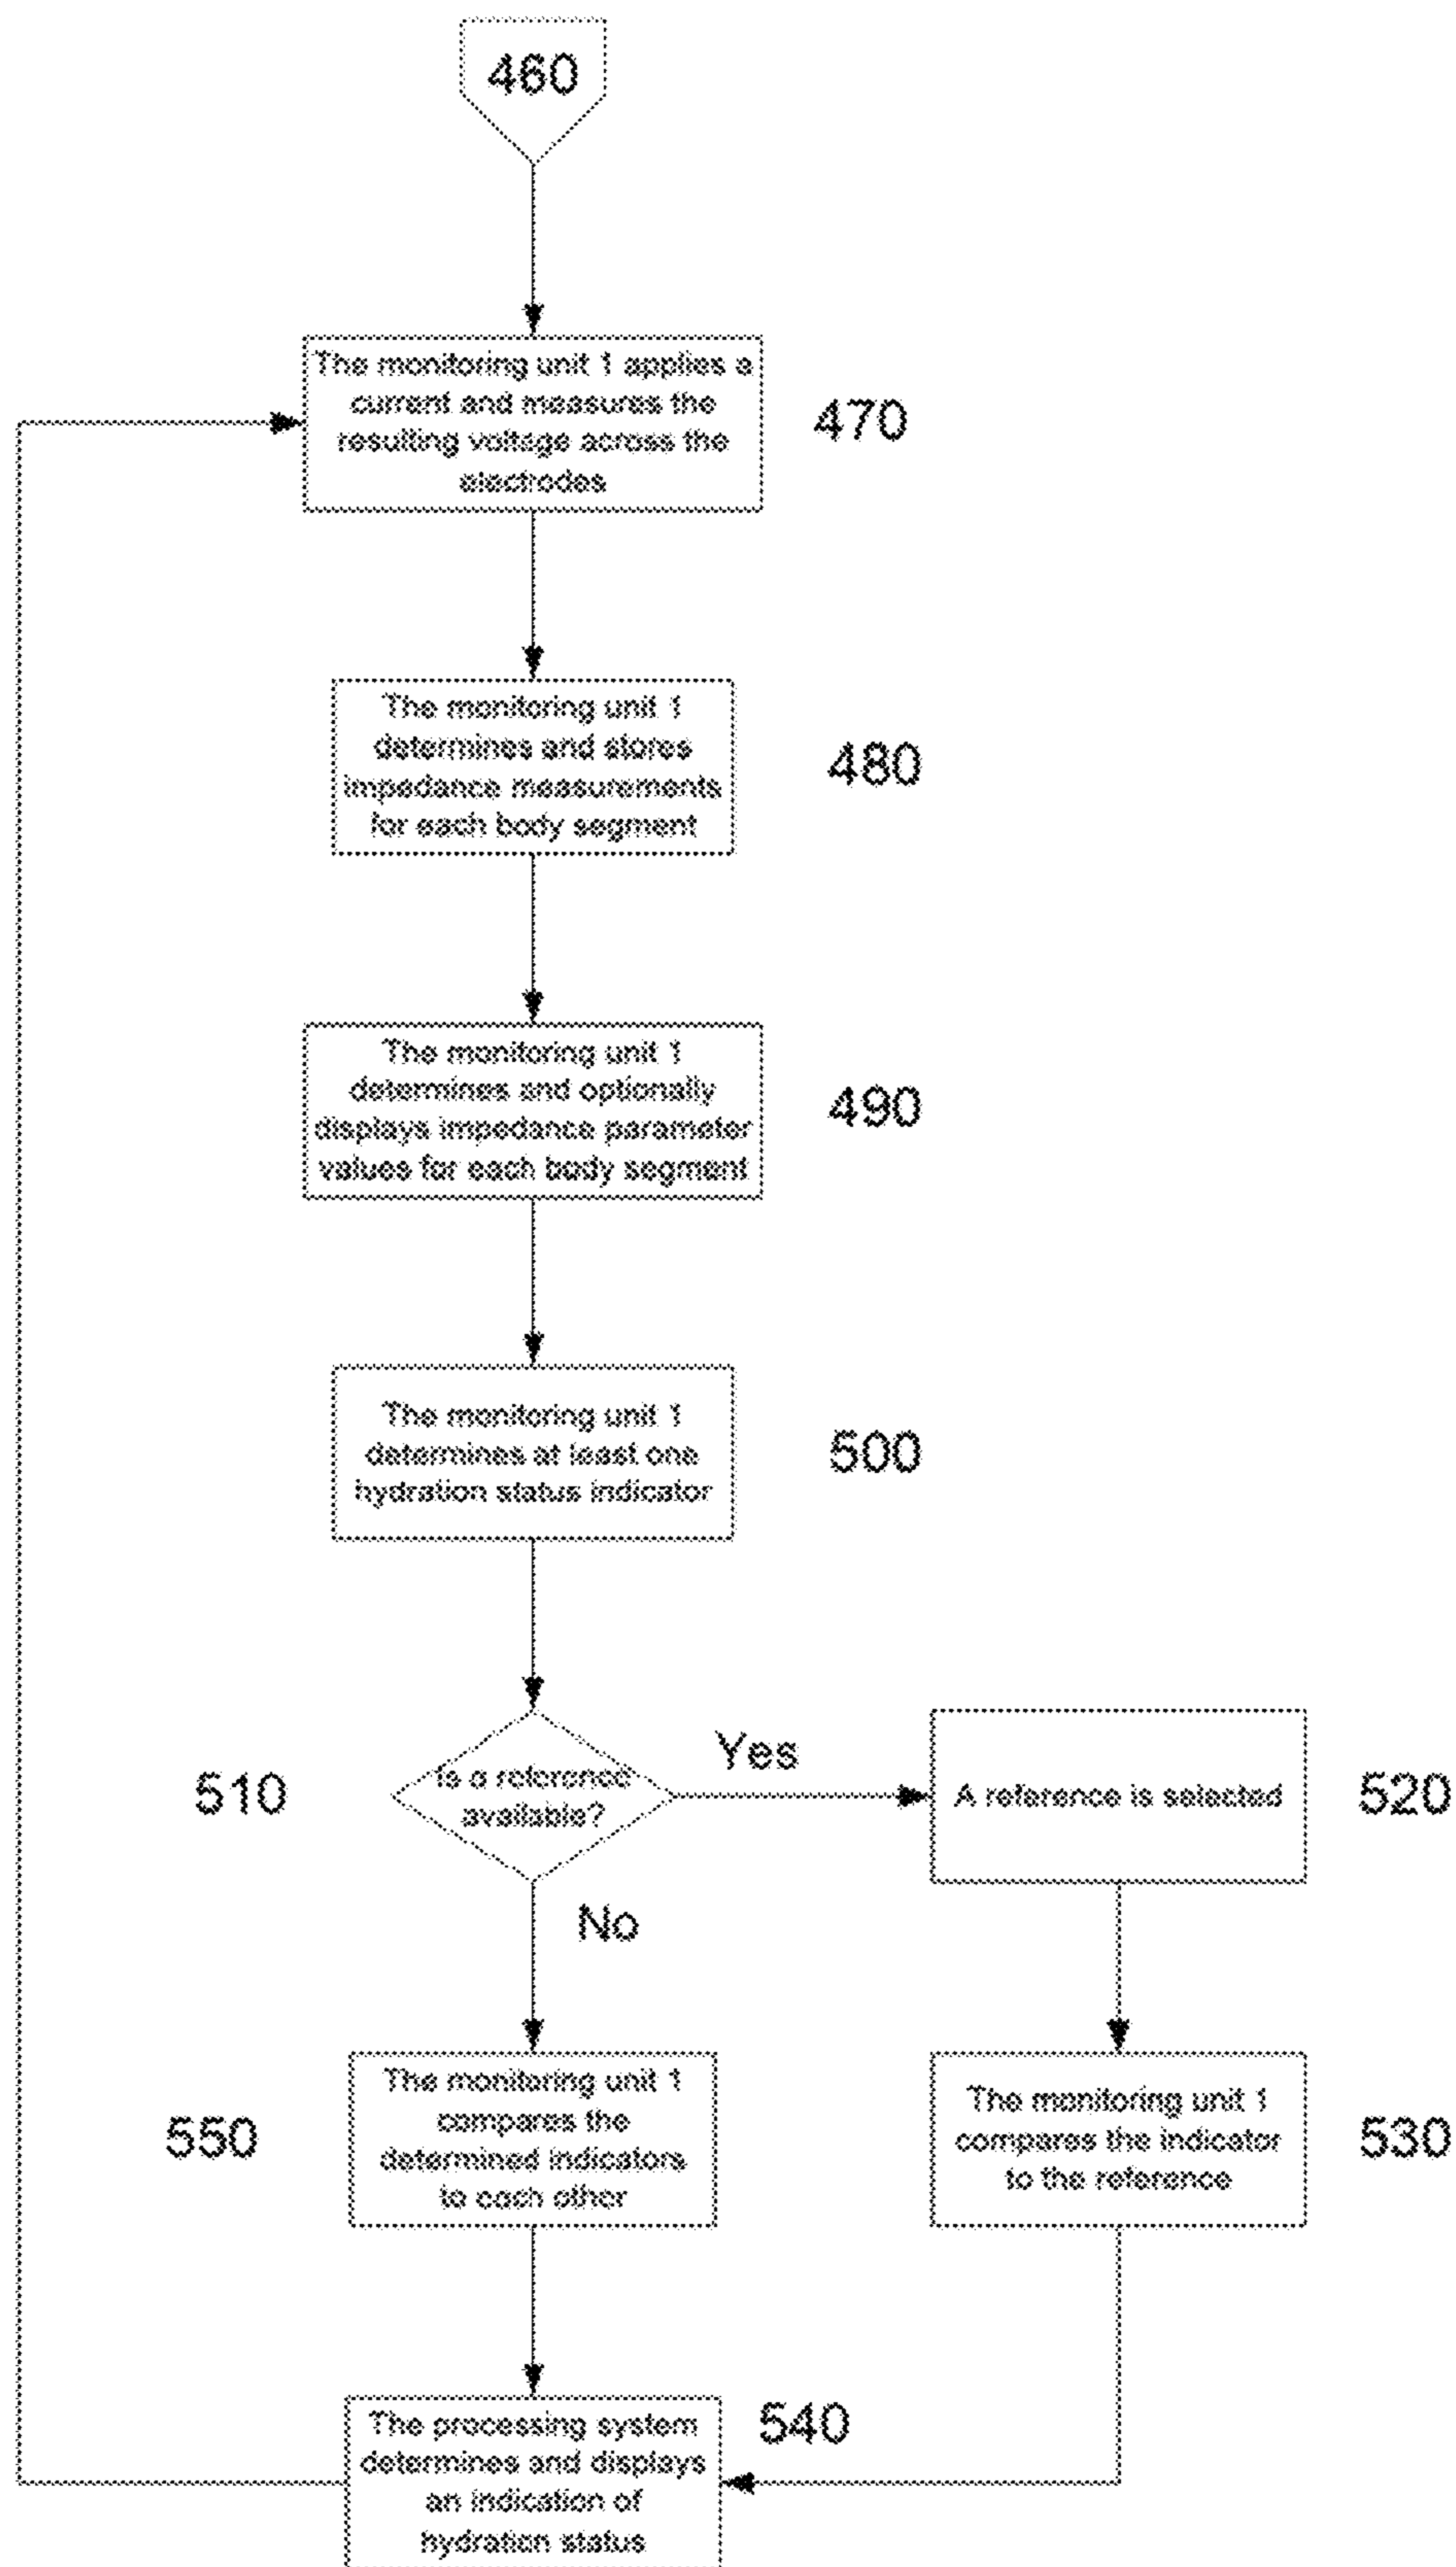 460
The monitoring unit 1 applies a
current and measures the
resulting voltage across the
electrodes
470
The monitoring unit 1
determines and stores
impedance measurements
for each body segment
480
The monitoring unit 1
determines and optionally
displays impedance parameter
values for each body segment
490
The monitoring unit 1
determines at least one
hydration status indicator
500
510
Is a reference
available?
Yes
A reference is selected
520
No
550
The monitoring unit 1
compares the
determined indicators
to each other
The monitoring unit 1
compares the indicator
to the reference
530
The processing system
determines and displays
an indication of
hydration status
540